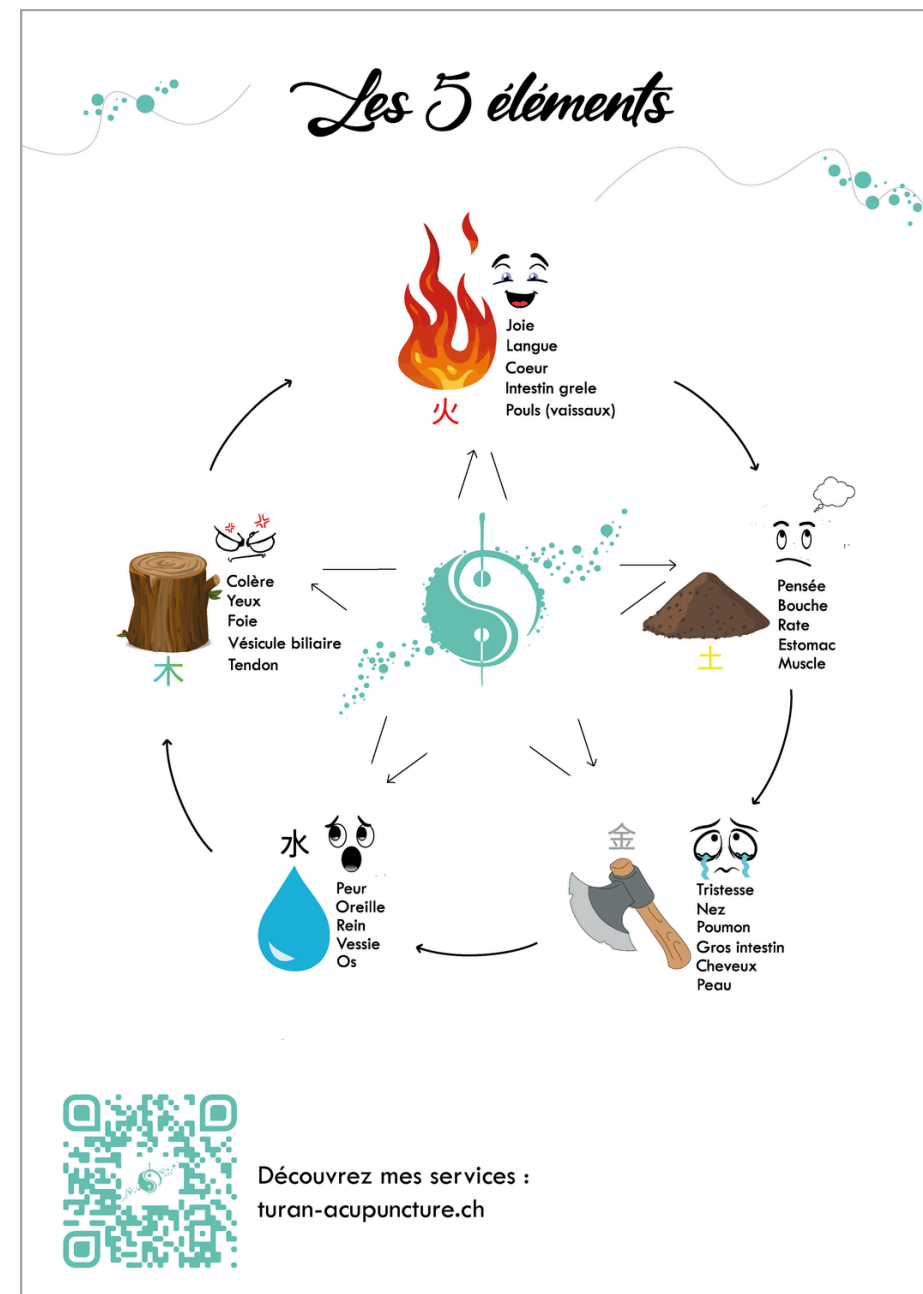 Les 5 éléments
Joie
Langue
Coeur
Intestin grele
Pouls (vaissaux)
火
Colère
Yeux
Foie
Vésicule biliaire
Tendon
木
Pensée
Bouche
Rate
Estomac
Muscle
土
水
Peur
Oreille
Rein
Vessie
Os
金
Tristesse
Nez
Poumon
Gros intestin
Cheveux
Peau
Découvrez mes services :
turan-acupuncture.ch